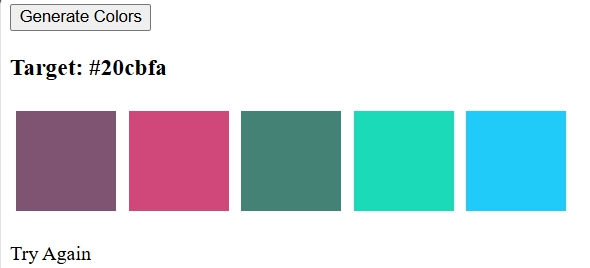 Generate Colors
Target: #20cbfa
Try Again